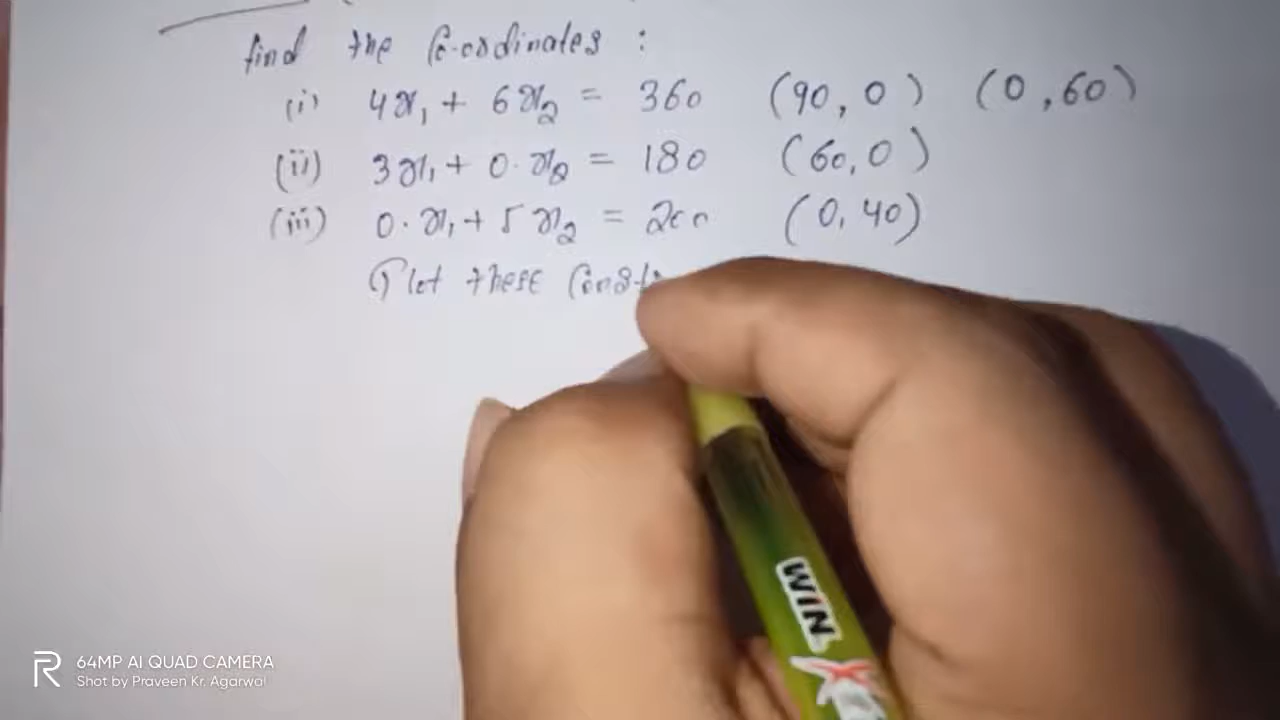 find the Co-ordinates :
(i) 4x₁ + 6x₂ = 360 (90, 0) (0, 60)
(ii) 3x₁ + 0.x₂ = 180 (60, 0)
(iii) 0.x₁ + 5x₂ = 200 (0, 40)
Plot these
WIN
R 64MP AI QUAD CAMERA
Shot by Praveen Kr. Agarwal